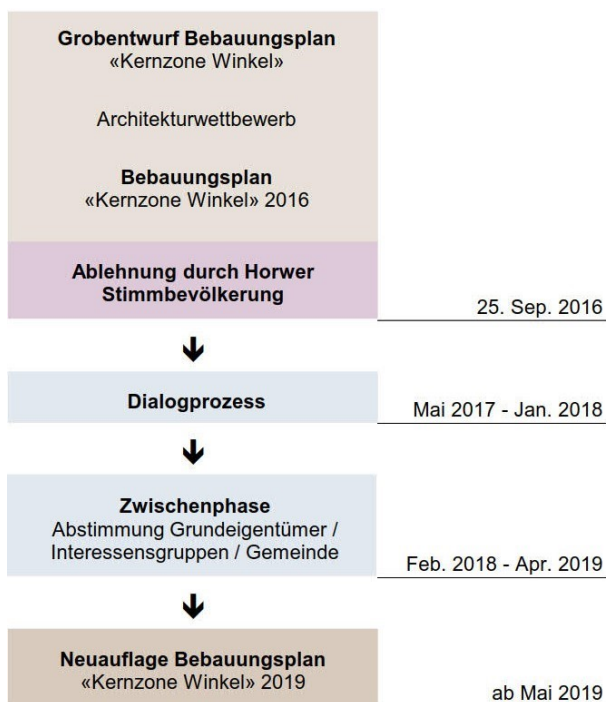 Grobentwurf Bebauungsplan
«Kernzone Winkel»
Architekturwettbewerb
Bebauungsplan
«Kernzone Winkel» 2016
Ablehnung durch Horwer
Stimmbevölkerung
25. Sep. 2016
Dialogprozess
Mai 2017 - Jan. 2018
Zwischenphase
Abstimmung Grundeigentümer /
Interessensgruppen / Gemeinde
Feb. 2018 - Apr. 2019
Neuauflage Bebauungsplan
«Kernzone Winkel» 2019
ab Mai 2019